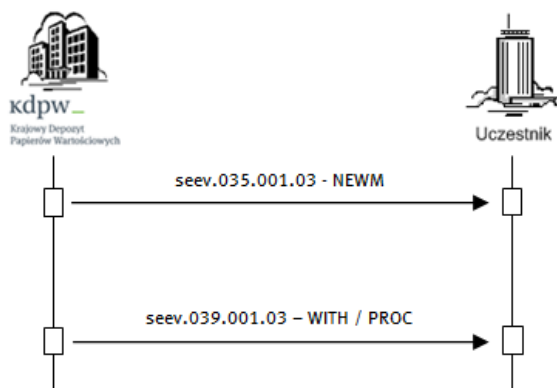 kdpw_
Krajowy Depozyt
Papierów Wartościowych
Uczestnik
seev.035.001.03 - NEWM
seev.039.001.03 – WITH / PROC